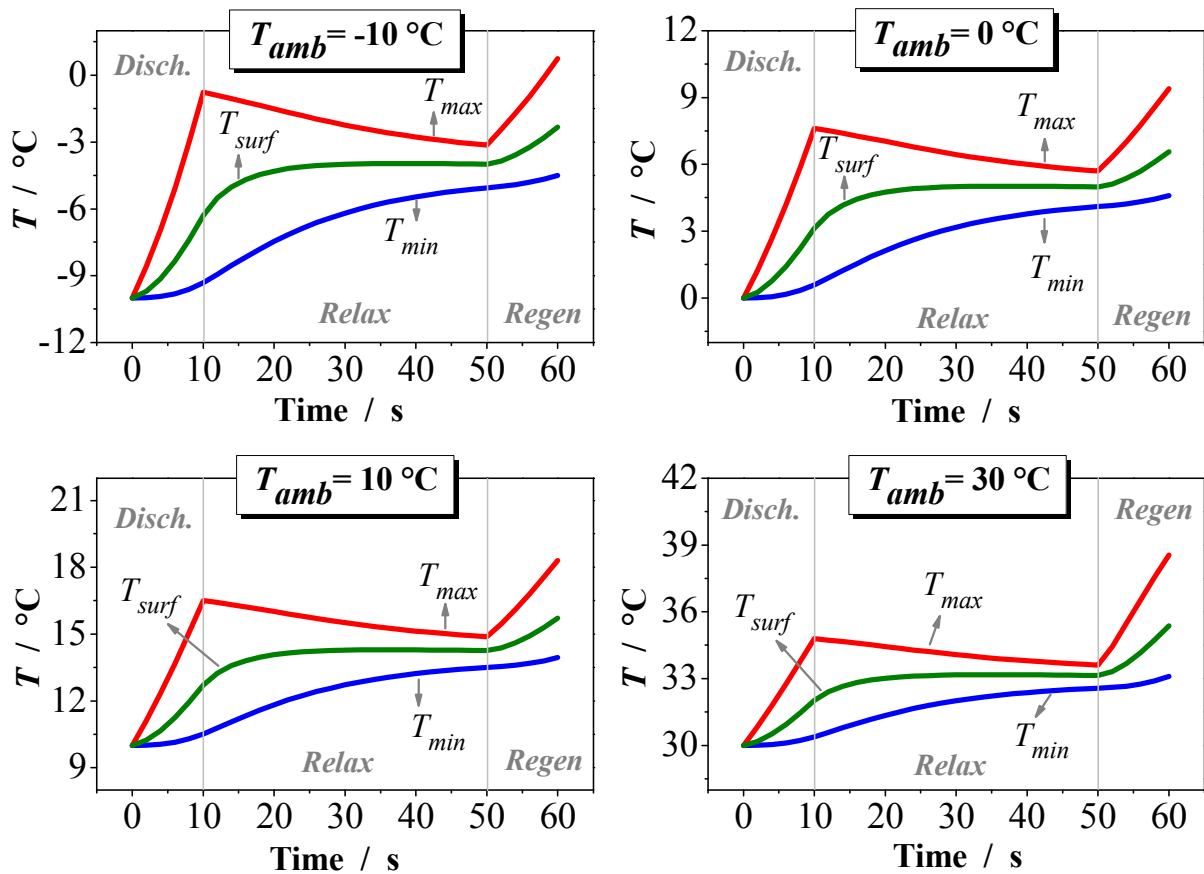 T_amb= -10 °C
Disch.
T_max
T_surf
T_min
Relax
Regen
0
-3
-6
-9
-12
T / °C
0 10 20 30 40 50 60
Time / s
T_amb= 0 °C
T_max
T_surf
T_min
Relax
Regen
12
9
6
3
0
T / °C
0 10 20 30 40 50 60
Time / s
T_amb= 10 °C
Disch.
T_surf
T_max
T_min
Relax
Regen
21
18
15
12
9
T / °C
0 10 20 30 40 50 60
Time / s
T_amb= 30 °C
Disch.
Regen
T_max
T_surf
T_min
Relax
42
39
36
33
30
T / °C
0 10 20 30 40 50 60
Time / s